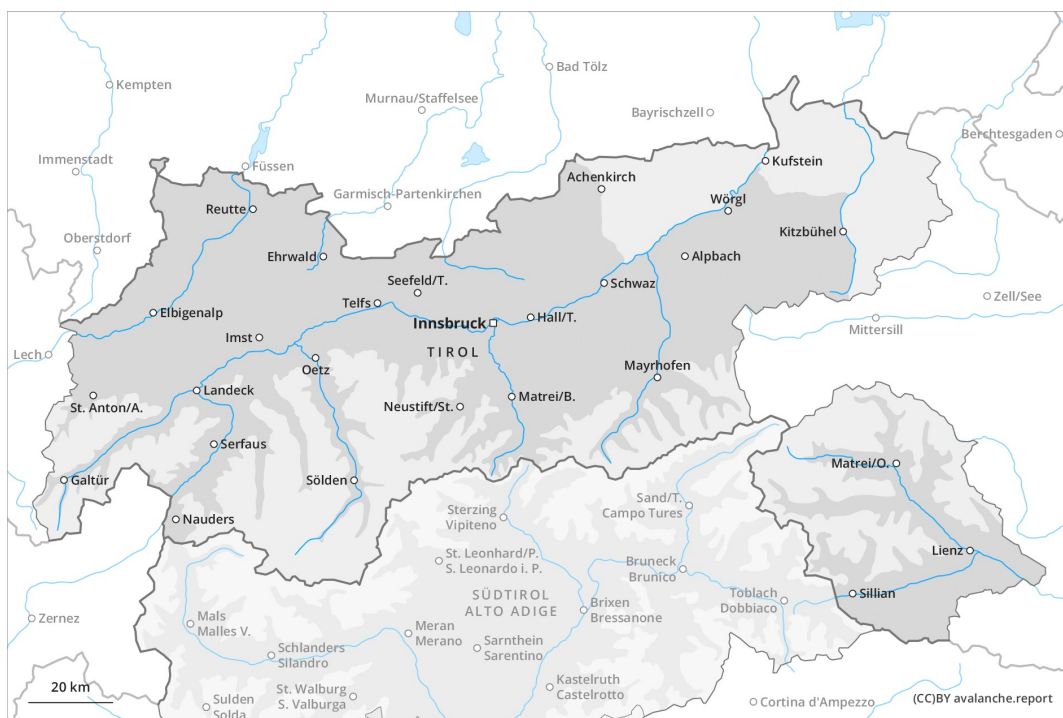 Kempten
Bad Tölz
Murnau/Staffelsee
Bayrischzell
Berchtesgaden
Immenstadt
Füssen
Kufstein
Achenkirch
Garmisch-Partenkirchen
Reutte
Wörgl
Kitzbühel
Oberstdorf
Ehrwald
Alpbach
Seefeld/T.
Schwaz
Zell/See
Telfs
Elbigenalp
Innsbruck
Hall/T.
Mittersill
Imst
Lech
TIROL
Oetz
Mayrhofen
Landeck
St. Anton/A.
Neustift/St.
Matrei/B.
Serfaus
Matrei/O.
Galtür
Sölden
Sand/T.
Campo Tures
Sterzing
Vipiteno
Nauders
Lienz
St. Leonhard/P.
S. Leonardo i. P.
Bruneck
Brunico
Sillian
SÜDTIROL
ALTO ADIGE
Toblach
Dobbiaco
Brixen
Bressanone
Zernez
Mals
Malles V.
Meran
Merano
Sarnthein
Sarentino
Schlanders
Silandro
20 km
St. Walburg
S. Valburga
Kastelruth
Castelrotto
Sulden
Solda
Cortina d'Ampezzo
(CC)BY avalanche.report